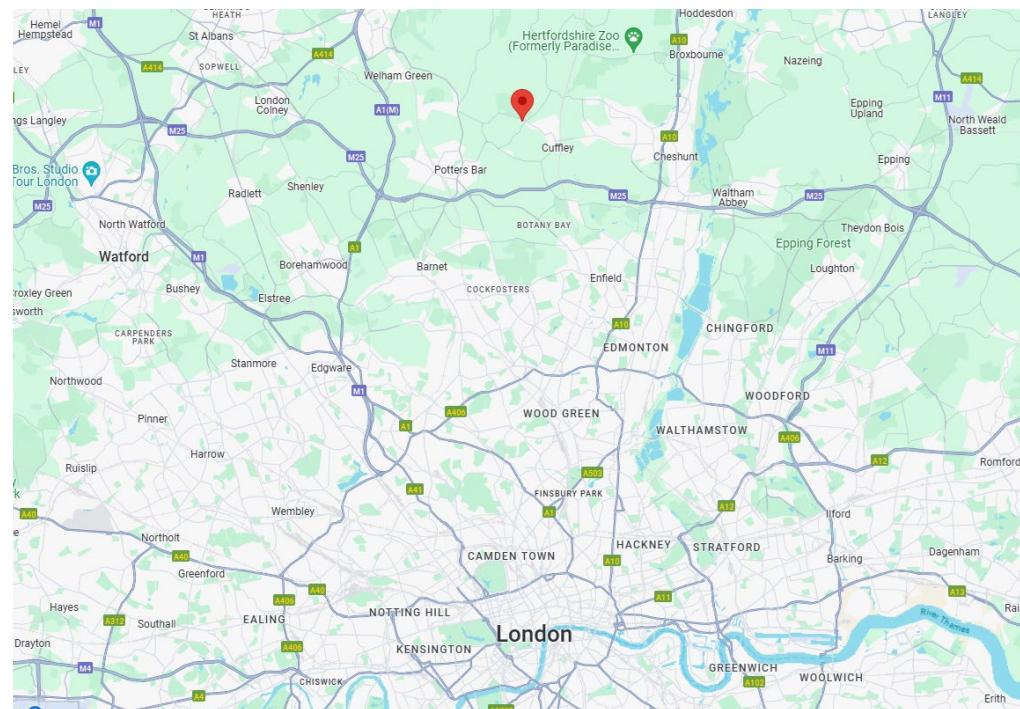 Hoddesdon
LANGLEY
HEATH
Hemel
Hempstead
M1
St Albans
A10
Hertfordshire Zoo
(Formerly Paradise...
Broxbourne
A414
SOPWELL
A414
Welham Green
Nazeing
A414
LEY
London
Colney
A1(M)
M11
Epping
Upland
North Weald
Bassett
ngs Langley
M25
A10
Cuffley
Cheshunt
Epping
M25
Bros. Studio
Tour London
Potters Bar
Radlett
Shenley
M25
Waltham
Abbey
M25
M25
North Watford
BOTANY BAY
Theydon Bois
Watford
A1
Epping Forest
M1
Borehamwood
Barnet
Enfield
Loughton
Croxley Green
Bushey
COCKFOSTERS
Elstree
sworth
A10
CHINGFORD
CARPENDERS
PARK
EDMONTON
M11
Stanmore
Edgware
Northwood
M1
WOODFORD
A406
WOOD GREEN
Pinner
A1
WALTHAMSTOW
A406
Harrow
A12
Romford
Ruislip
A503
k
A41
FINSBURY PARK
A40
Wembley
A1
A12
Ilford
Northolt
HACKNEY
STRATFORD
A40
CAMDEN TOWN
A10
Barking
Dagenham
Greenford
A40
A406
A11
A13
Hayes
NOTTING HILL
Rai
A312
Southall
EALING
River Thames
London
Drayton
A406
KENSINGTON
M4
GREENWICH
CHISWICK
A102
WOOLWICH
A4
Erith